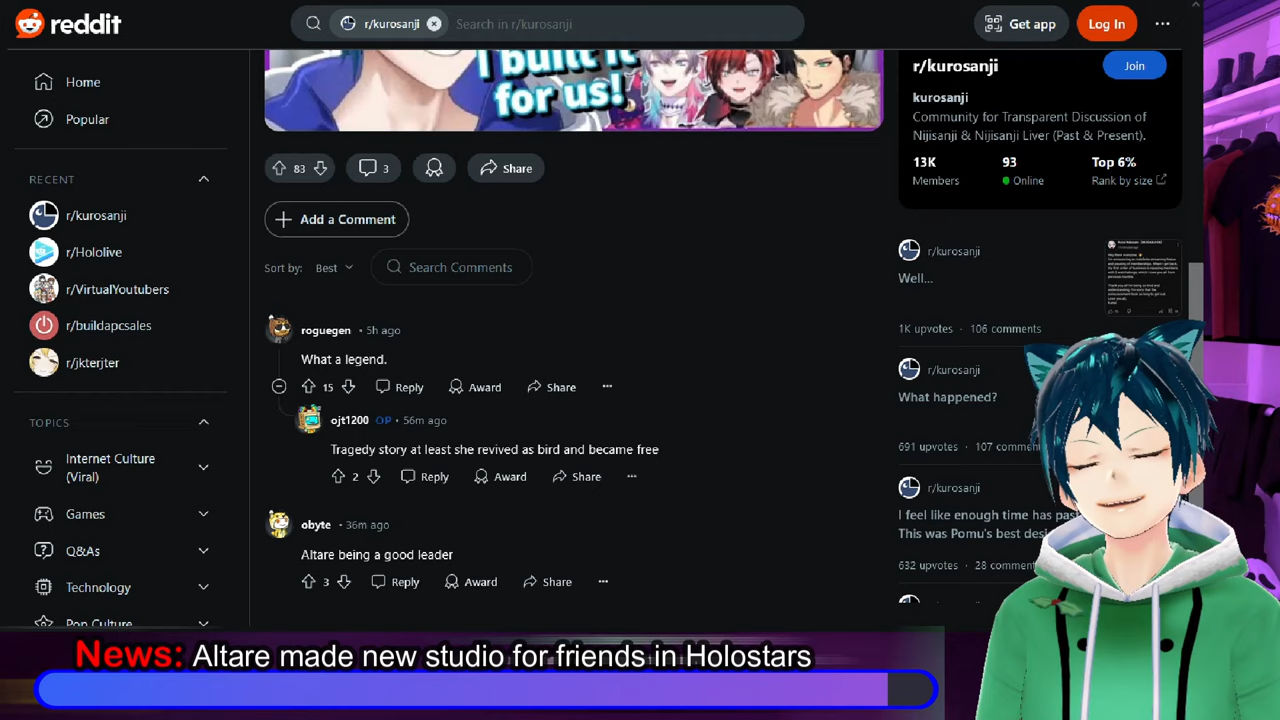 reddit
r/kurosanji
Search in r/kurosanji
Get app
Log In
Home
Popular
RECENT
r/kurosanji
r/Hololive
r/VirtualYoutubers
r/buildapcsales
r/jkterjter
TOPICS
Internet Culture
(Viral)
Games
Q&As
Technology
Pop Culture
I built it
for us!
83
3
Share
Add a Comment
Sort by:
Best
Search Comments
roguegen • 5h ago
What a legend.
15
Reply
Award
Share
ojt1200 OP • 56m ago
Tragedy story at least she revived as bird and became free
2
Reply
Award
Share
obyte • 36m ago
Altare being a good leader
3
Reply
Award
Share
r/kurosanji
Join
kurosanji
Community for Transparent Discussion of
Nijisanji & Nijisanji Liver (Past & Present).
13K
93
Top 6%
Members
Online
Rank by size
r/kurosanji
Well...
1K upvotes • 106 comments
r/kurosanji
What happened?
691 upvotes • 107 comment
r/kurosanji
I feel like enough time has pas
This was Pomu's best desi
632 upvotes • 28 comm
News: Altare made new studio for friends in Holostars